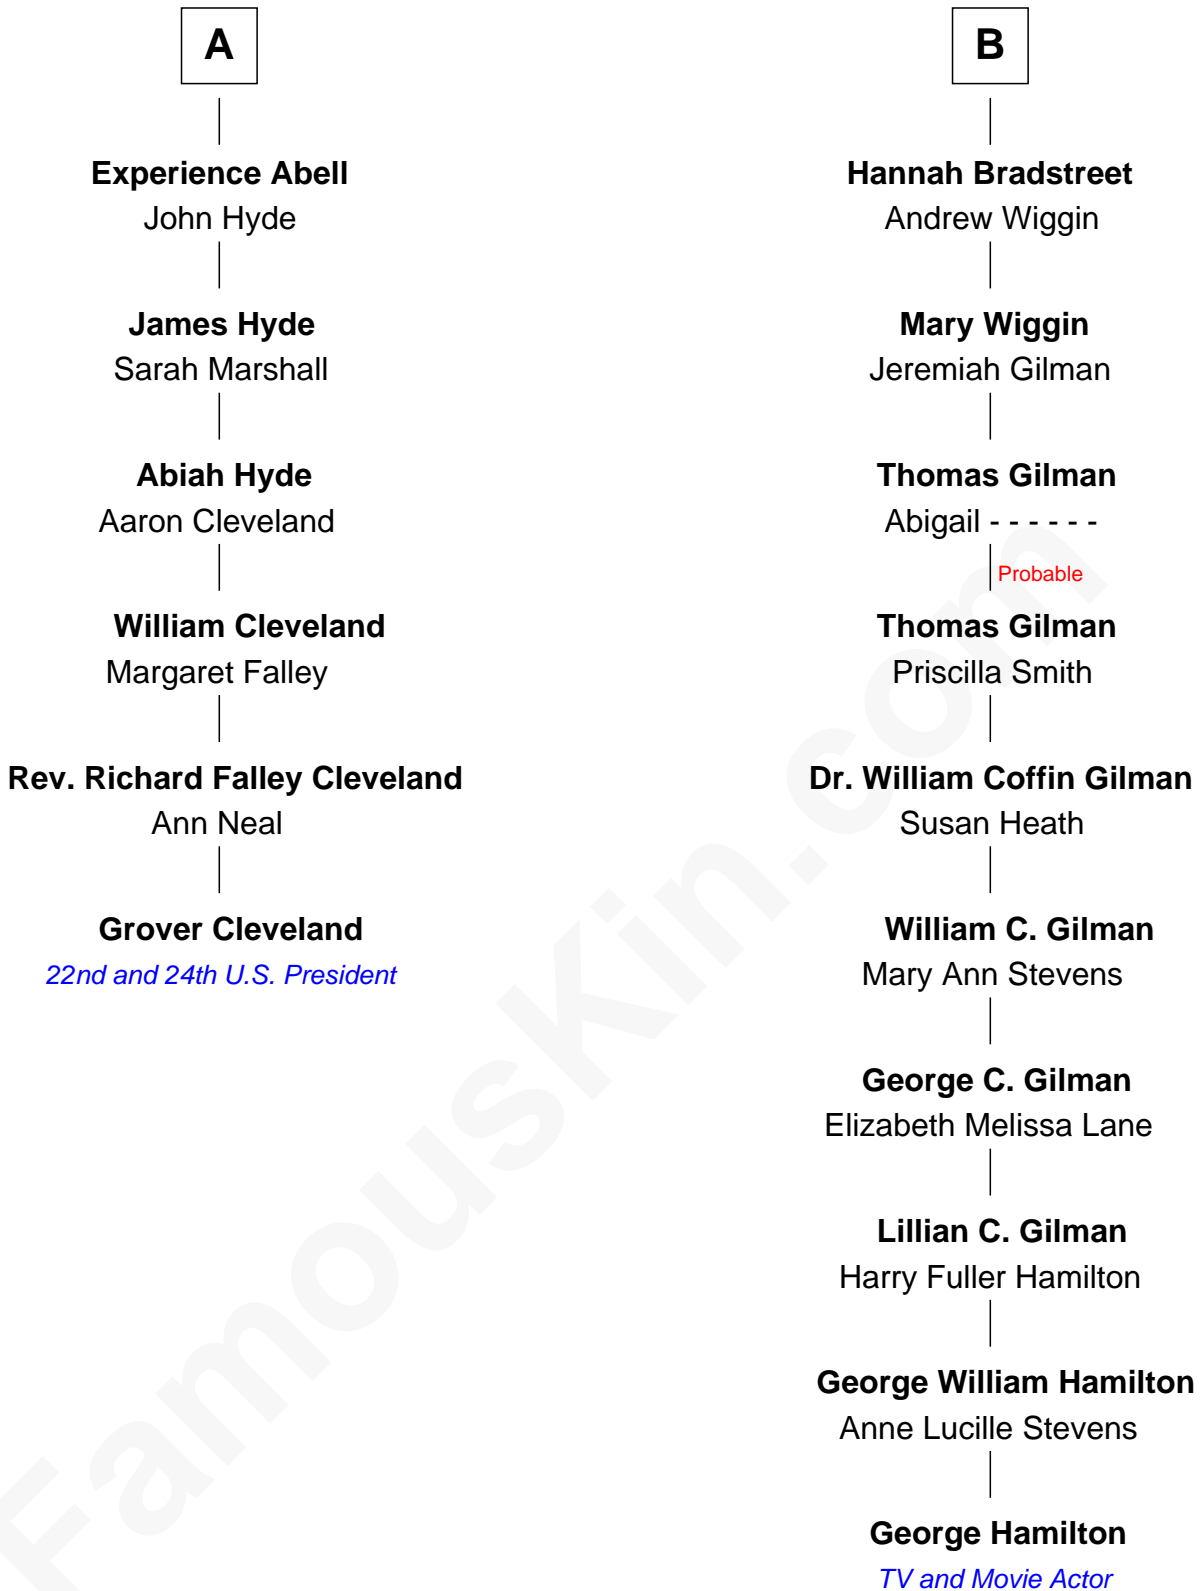 A
Experience Abell
John Hyde
James Hyde
Sarah Marshall
Abiah Hyde
Aaron Cleveland
William Cleveland
Margaret Falley
Rev. Richard Falley Cleveland
Ann Neal
Grover Cleveland
22nd and 24th U.S. President
B
Hannah Bradstreet
Andrew Wiggin
Mary Wiggin
Jeremiah Gilman
Thomas Gilman
Abigail - - - - - -
Probable
Thomas Gilman
Priscilla Smith
Dr. William Coffin Gilman
Susan Heath
William C. Gilman
Mary Ann Stevens
George C. Gilman
Elizabeth Melissa Lane
Lillian C. Gilman
Harry Fuller Hamilton
George William Hamilton
Anne Lucille Stevens
George Hamilton
TV and Movie Actor
FamousKin.com